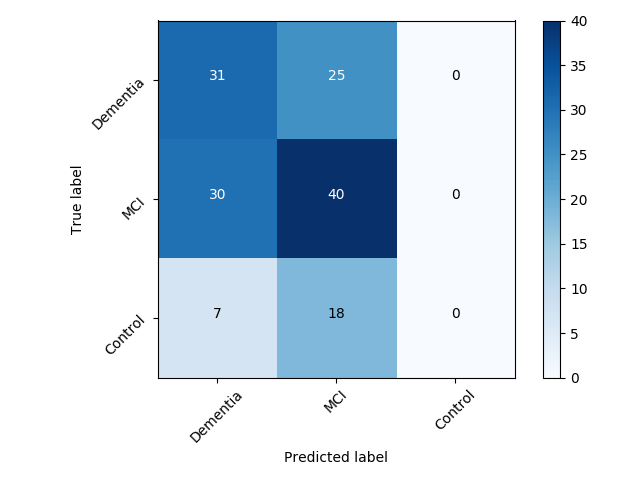 Dementia
MCI
Control
True label
31 25 0
30 40 0
7 18 0
Dementia MCI Control
Predicted label
40
35
30
25
20
15
10
5
0